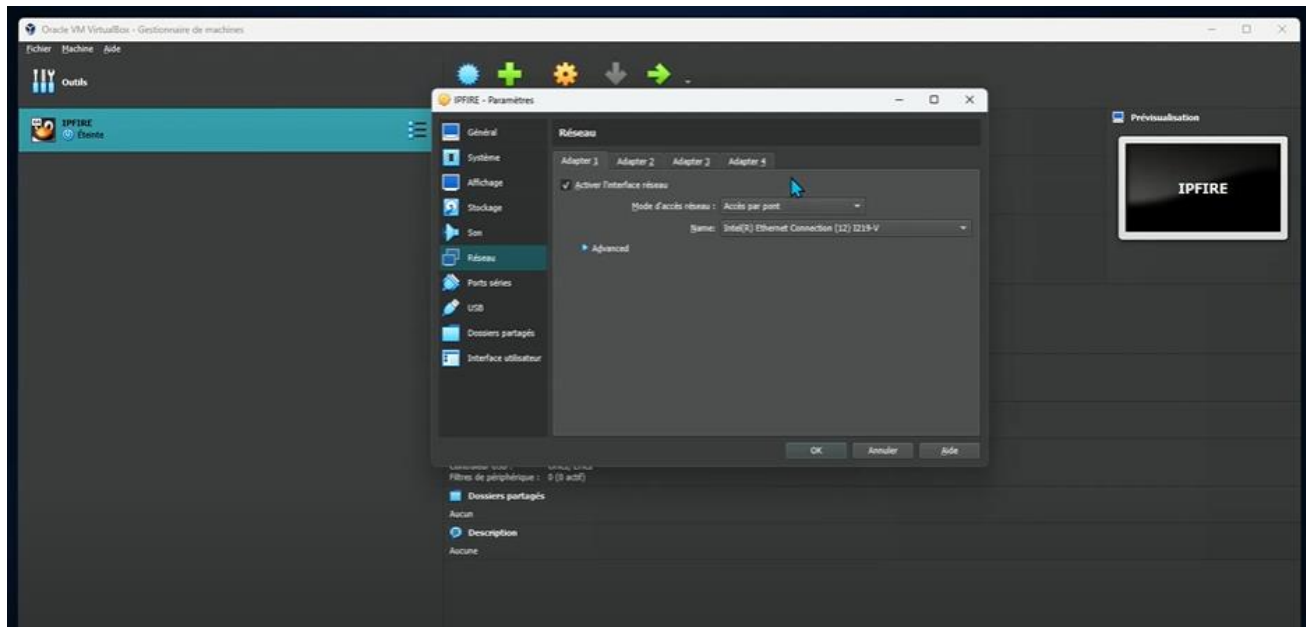 Oracle VM VirtualBox - Gestionnaire de machines
Fichier Machine Aide
Outils
IPFIRE
Éteinte
IPFIRE - Paramètres
Général
Système
Affichage
Stockage
Son
Réseau
Ports séries
USB
Dossiers partagés
Interface utilisateur
Réseau
Adapter 1 Adapter 2 Adapter 3 Adapter 4
Activer l'interface réseau
Mode d'accès réseau : Accès par pont
Name: Intel(R) Ethernet Connection (12) I219-V
Advanced
OK Annuler Aide
Prévisualisation
IPFIRE
Filtres de périphérique : 0 (0 actif)
Dossiers partagés
Aucun
Description
Aucune